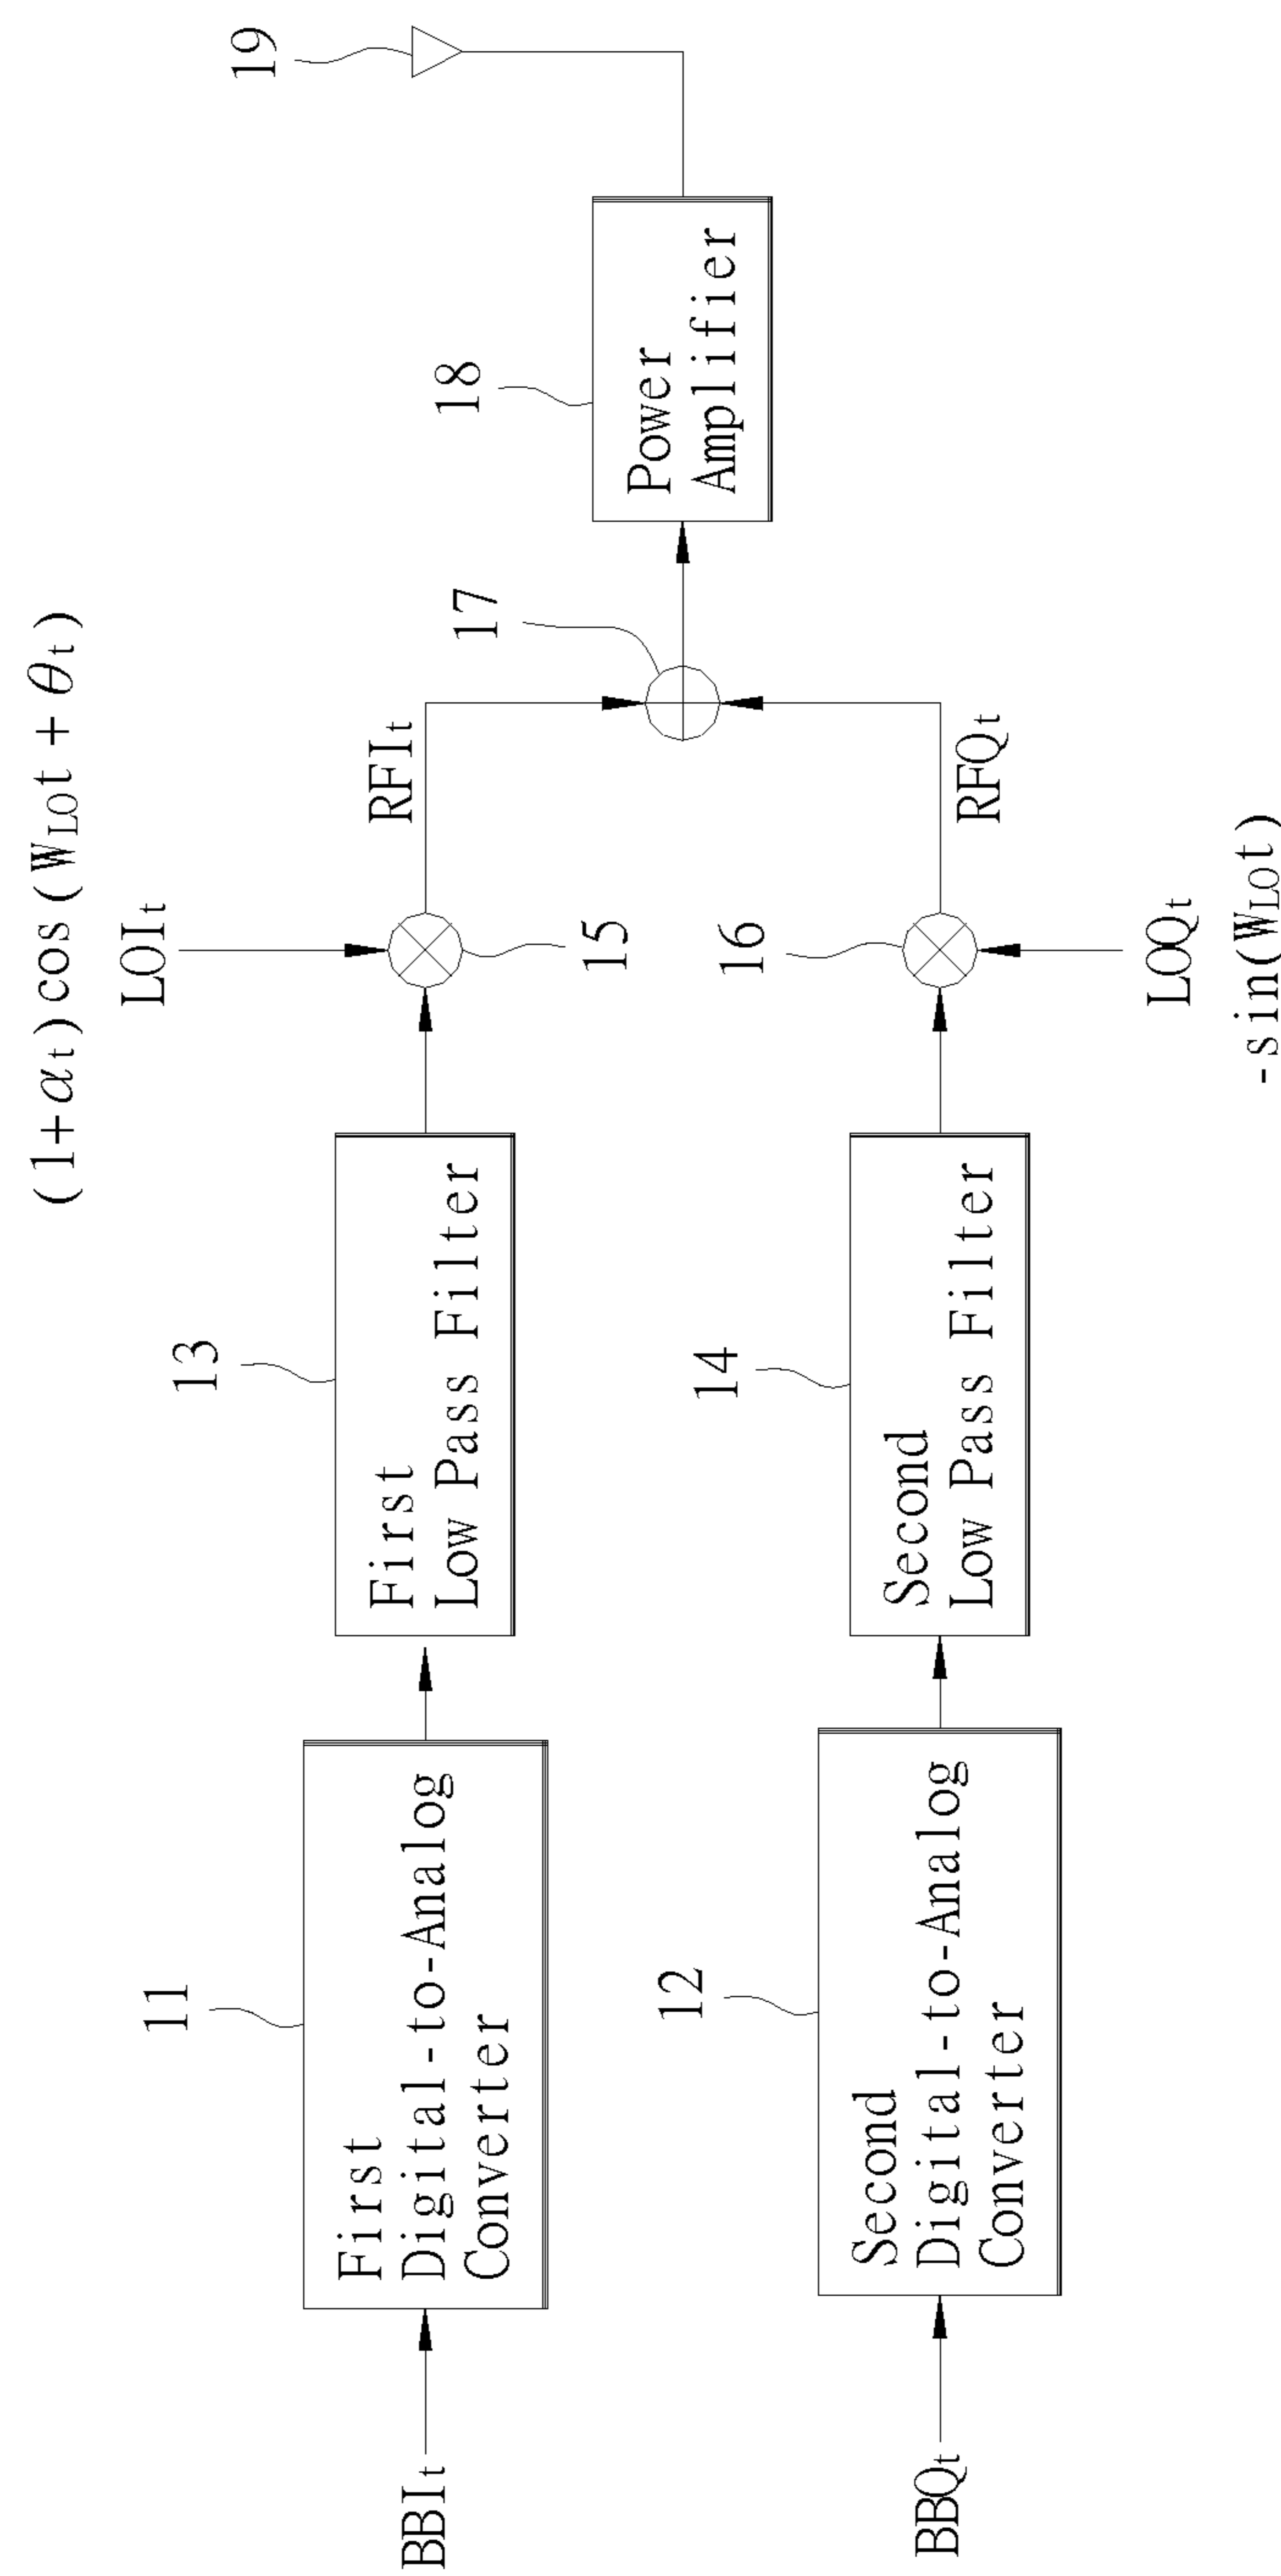 (1+αt)cos(WLOt+θt)
LOIt
19
18
17
RFIt
15
13
11
BBIt
First
Digital-to-Analog
Converter
First
Low Pass Filter
Power
Amplifier
BBQt
12
Second
Digital-to-Analog
Converter
14
Second
Low Pass Filter
16
RFQt
LOQt
-sin(WLOt)